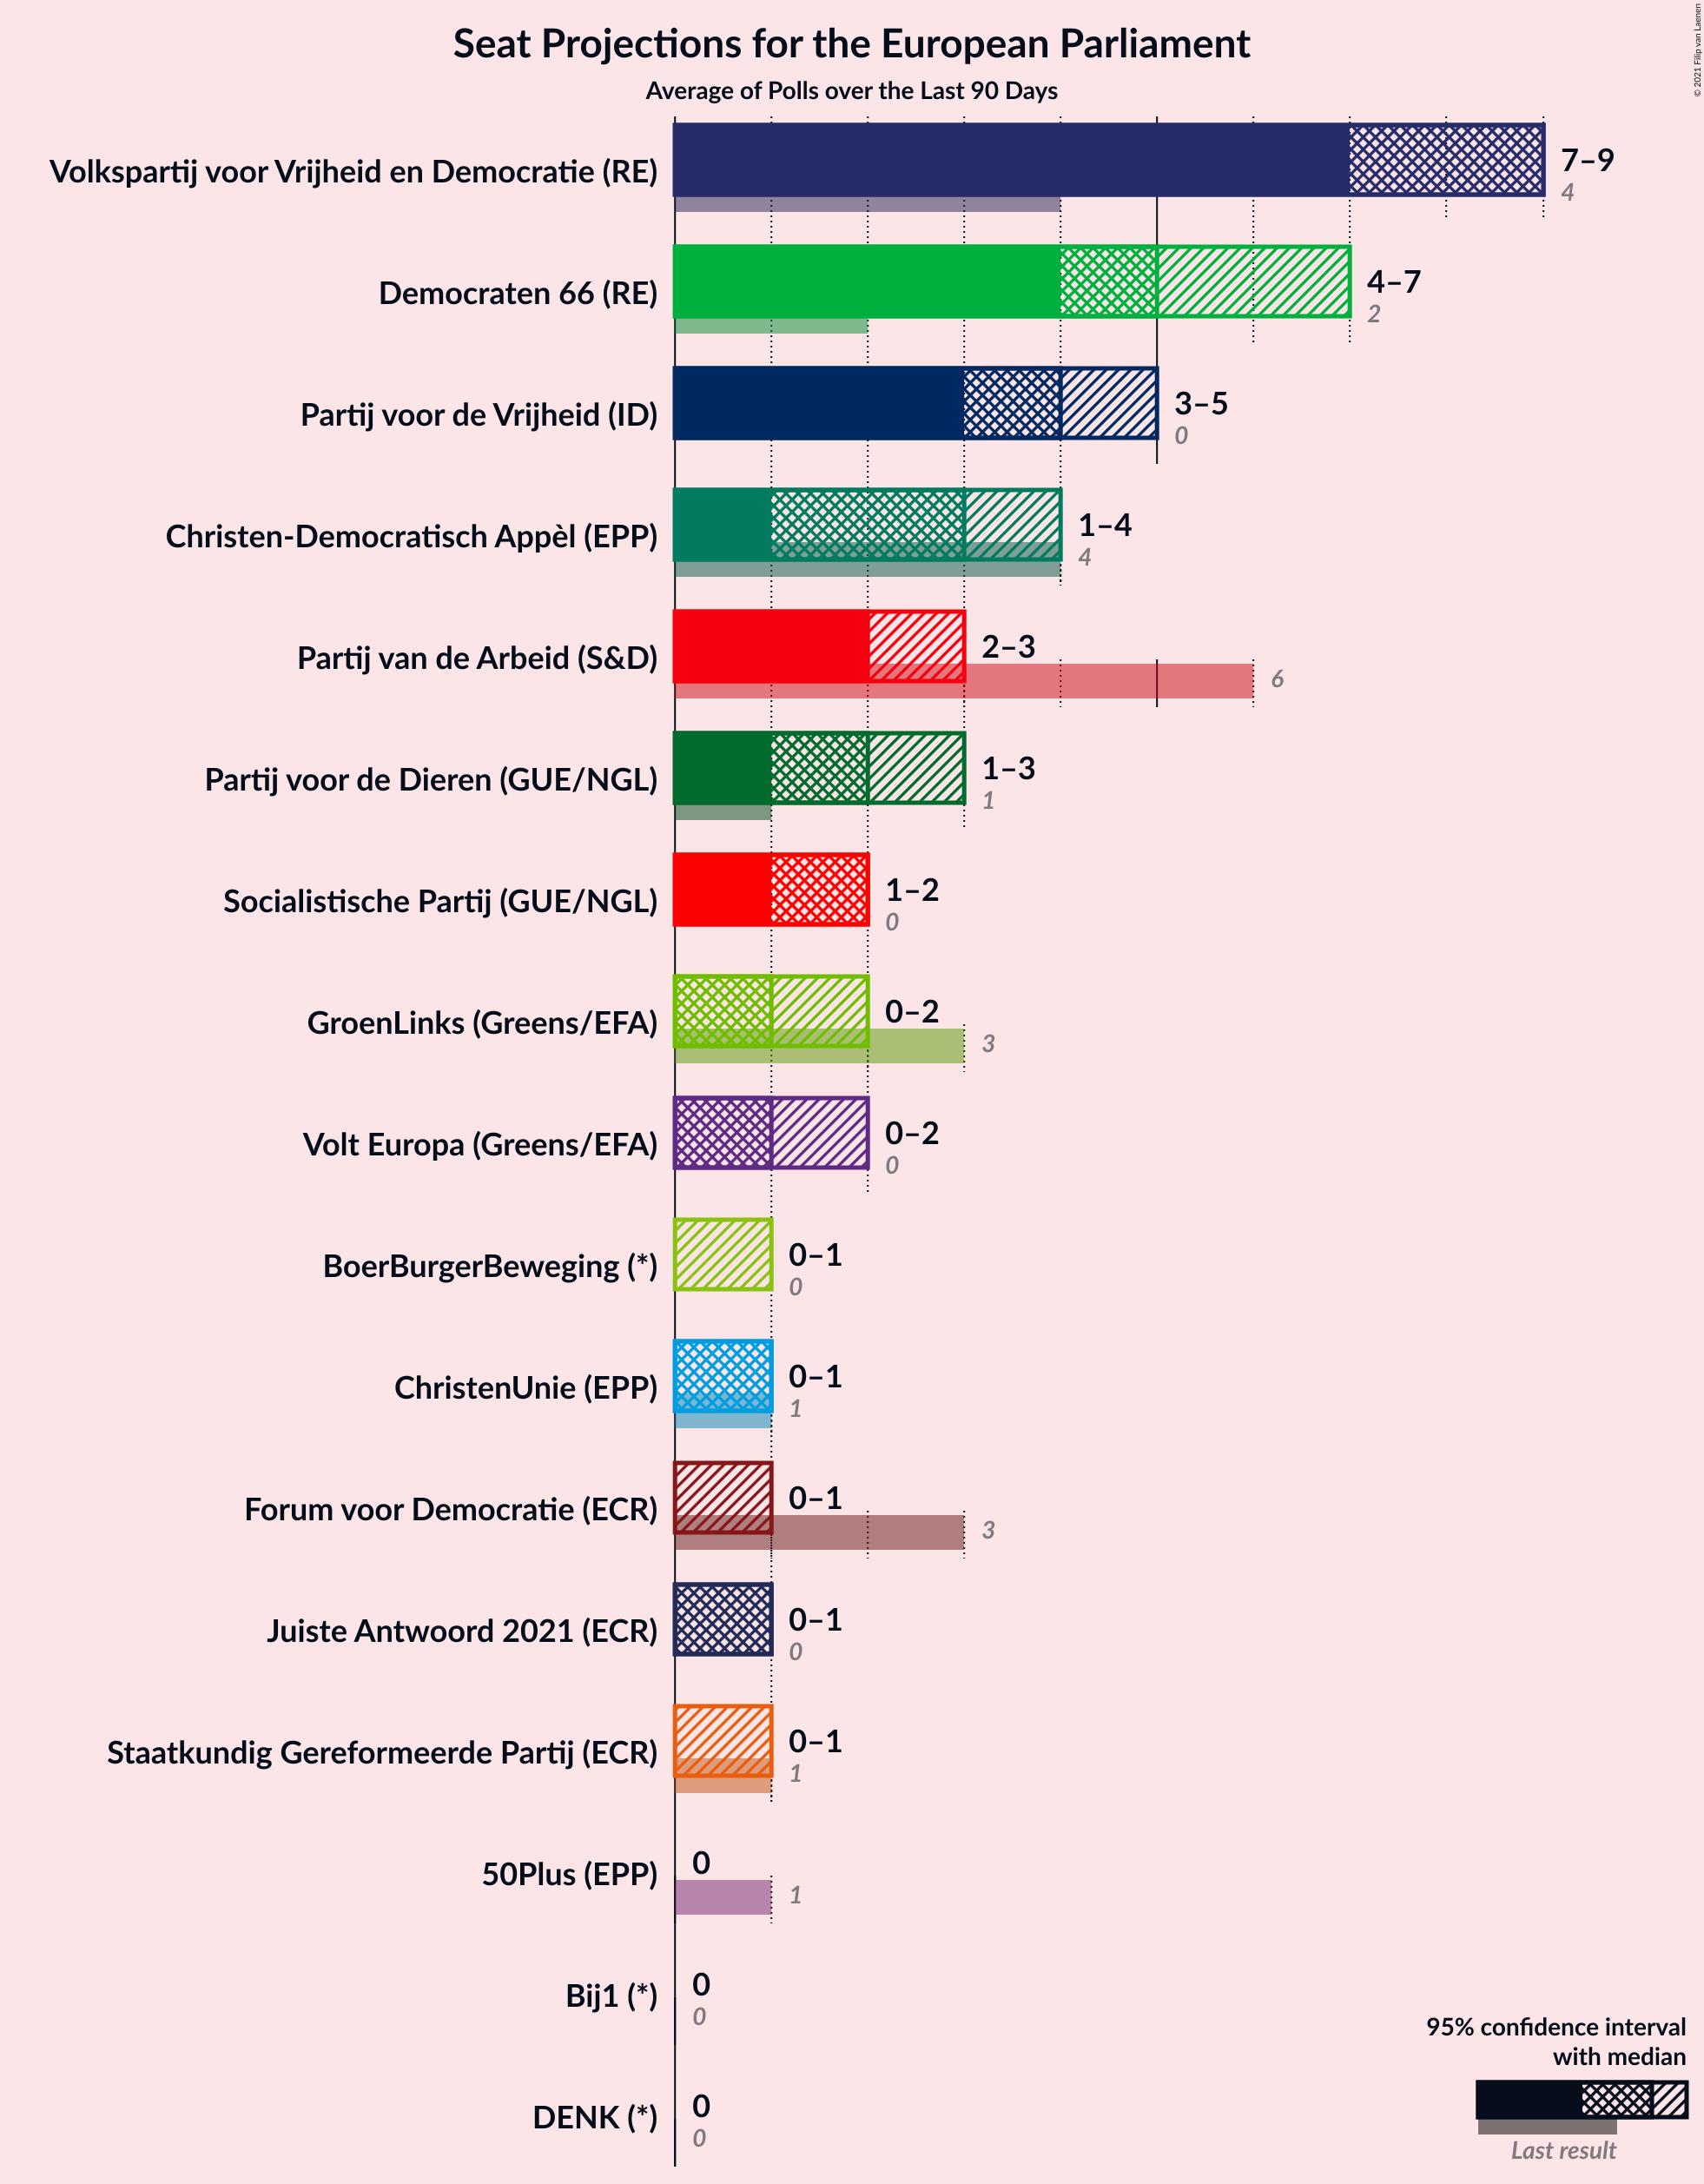 Seat Projections for the European Parliament
Average of Polls over the Last 90 Days
© 2021 Filip van Laenen
Volkspartij voor Vrijheid en Democratie (RE)
7–9
4
Democraten 66 (RE)
4–7
2
Partij voor de Vrijheid (ID)
3–5
0
Christen-Democratisch Appèl (EPP)
1–4
4
Partij van de Arbeid (S&D)
2–3
6
Partij voor de Dieren (GUE/NGL)
1–3
1
Socialistische Partij (GUE/NGL)
1–2
0
GroenLinks (Greens/EFA)
0–2
3
Volt Europa (Greens/EFA)
0–2
0
BoerBurgerBeweging (*)
0–1
0
ChristenUnie (EPP)
0–1
1
Forum voor Democratie (ECR)
0–1
3
Juiste Antwoord 2021 (ECR)
0–1
0
Staatkundig Gereformeerde Partij (ECR)
0–1
1
50Plus (EPP)
0
1
Bij1 (*)
0
0
DENK (*)
0
0
95% confidence interval
with median
Last result